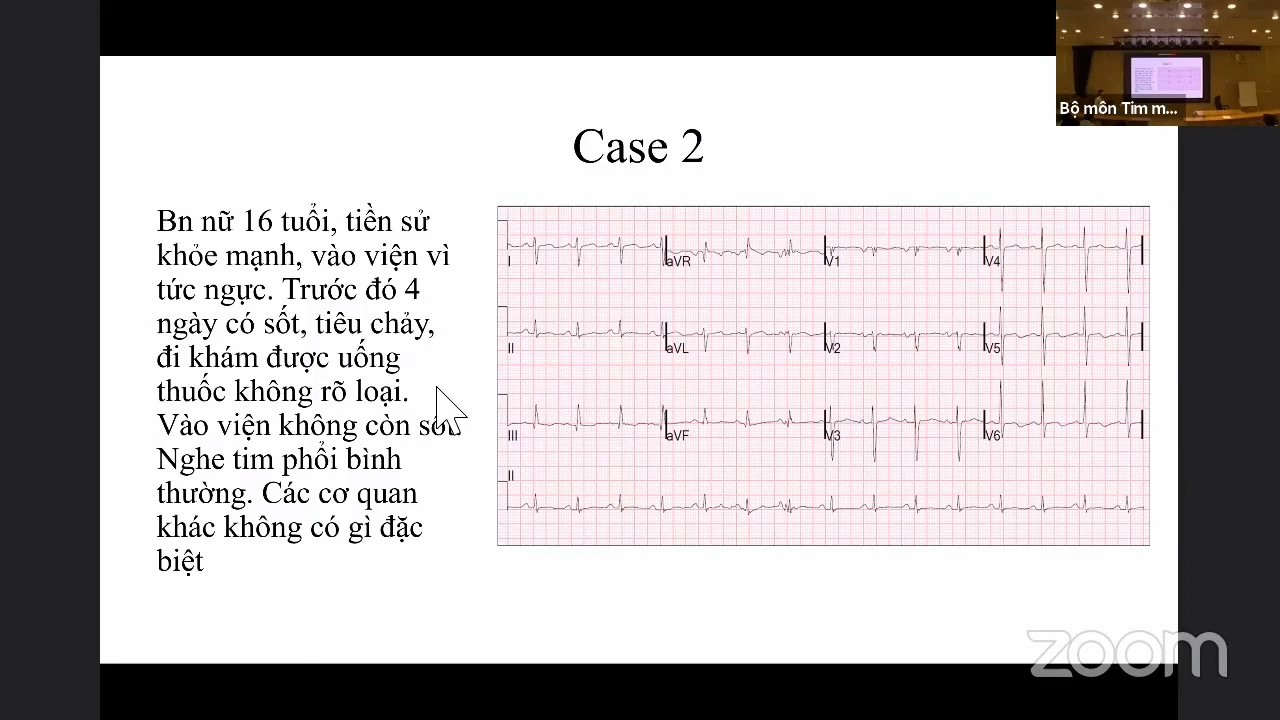 Bộ môn Tim m...
Case 2
Bn nữ 16 tuổi, tiền sử
khỏe mạnh, vào viện vì
tức ngực. Trước đó 4
ngày có sốt, tiêu chảy,
đi khám được uống
thuốc không rõ loại.
Vào viện không còn sốt.
Nghe tim phổi bình
thường. Các cơ quan
khác không có gì đặc
biệt
I aVR V1 V4
II aVL V2 V5
III aVF V3 V6
II
zoom